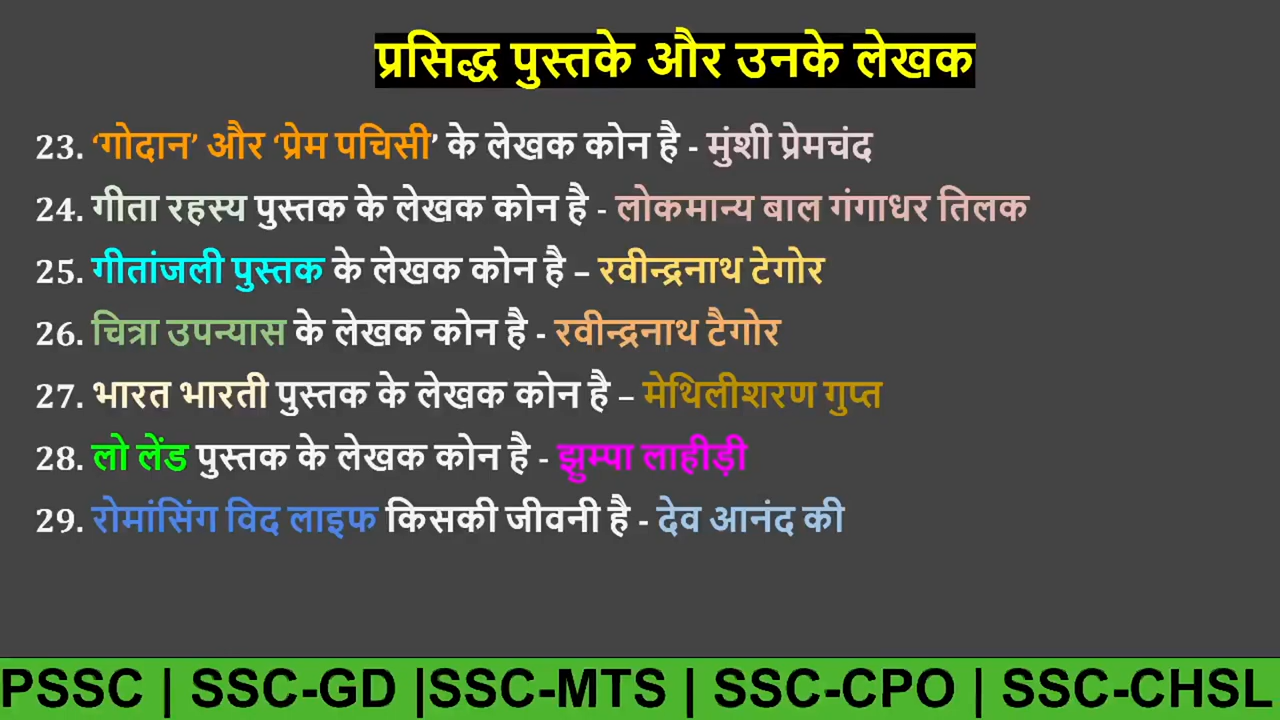 प्रसिद्ध पुस्तके और उनके लेखक
23. ‘गोदान’ और ‘प्रेम पचिसी’ के लेखक कोन है - मुंशी प्रेमचंद
24. गीता रहस्य पुस्तक के लेखक कोन है - लोकमान्य बाल गंगाधर तिलक
25. गीतांजली पुस्तक के लेखक कोन है – रवीन्द्रनाथ टेगोर
26. चित्रा उपन्यास के लेखक कोन है - रवीन्द्रनाथ टैगोर
27. भारत भारती पुस्तक के लेखक कोन है – मेथिलीशरण गुप्त
28. लो लेंड पुस्तक के लेखक कोन है - झुम्पा लाहीड़ी
29. रोमांसिंग विद लाइफ किसकी जीवनी है - देव आनंद की
PSSC | SSC-GD |SSC-MTS | SSC-CPO | SSC-CHSL